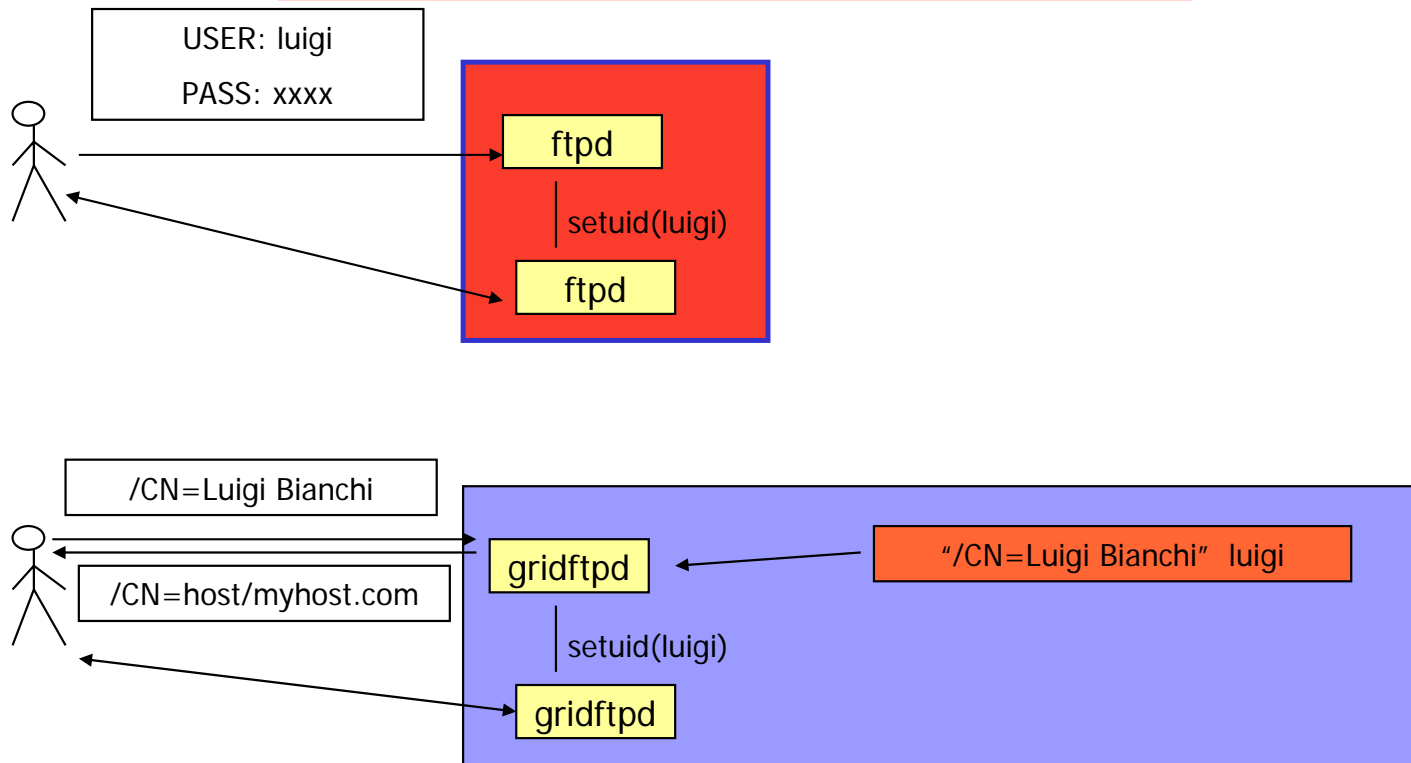 USER: luigi
PASS: xxxx
ftpd
setuid(luigi)
ftpd
/CN=Luigi Bianchi
/CN=host/myhost.com
gridftpd
“/CN=Luigi Bianchi” luigi
setuid(luigi)
gridftpd